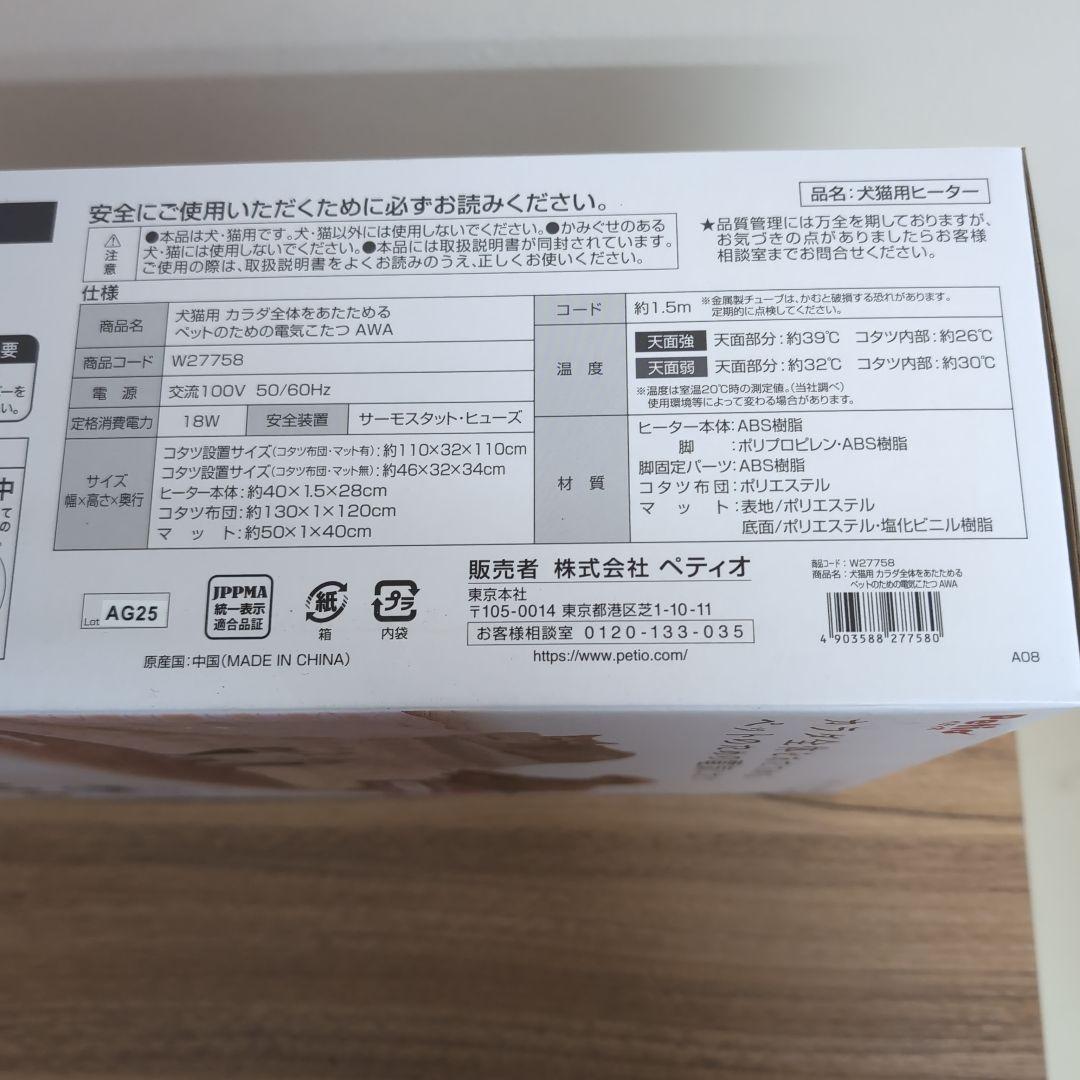 品名：犬猫用ヒーター
安全にご使用いただくために必ずお読みください。
注意
●本品は犬・猫用です。犬・猫以外には使用しないでください。●かみぐせのある
犬・猫には使用しないでください。●本品には取扱説明書が同封されています。
ご使用の際は、取扱説明書をよくお読みのうえ、正しくお使いください。
★品質管理には万全を期しておりますが、
お気づきの点がありましたらお客様
相談室までお問合せください。
仕様
商品名 犬猫用 カラダ全体をあたためる
ペットのための電気こたつ AWA
商品コード W27758
電 源 交流100V 50/60Hz
定格消費電力 18W 安全装置 サーモスタット・ヒューズ
サイズ
幅×高さ×奥行
コタツ設置サイズ(コタツ布団・マット有)：約110×32×110cm
コタツ設置サイズ(コタツ布団・マット無)：約46×32×34cm
ヒーター本体：約40×1.5×28cm
コタツ布団：約130×1×120cm
マ ッ ト：約50×1×40cm
コード 約1.5m ※金属製チューブは、かむと破損する恐れがあります。
定期的に点検してください。
温 度
天面強 天面部分：約39℃ コタツ内部：約26℃
天面弱 天面部分：約32℃ コタツ内部：約30℃
※温度は室温20℃時の測定値。(当社調べ)
使用環境等によって変わる場合があります。
材 質
ヒーター本体：ABS樹脂
脚 ：ポリプロピレン・ABS樹脂
脚固定パーツ：ABS樹脂
コタツ布団：ポリエステル
マ ッ ト：表地/ポリエステル
底面/ポリエステル・塩化ビニル樹脂
Lot AG25
JPPMA
統一表示
適合品証
紙
箱
プラ
内袋
原産国：中国(MADE IN CHINA)
販売者 株式会社 ペティオ
東京本社
〒105-0014 東京都港区芝1-10-11
お客様相談室 0120-133-035
https://www.petio.com/
商品コード：W27758
商品名：犬猫用 カラダ全体をあたためる
ペットのための電気こたつ AWA
4 903588 277580
A08
要
中